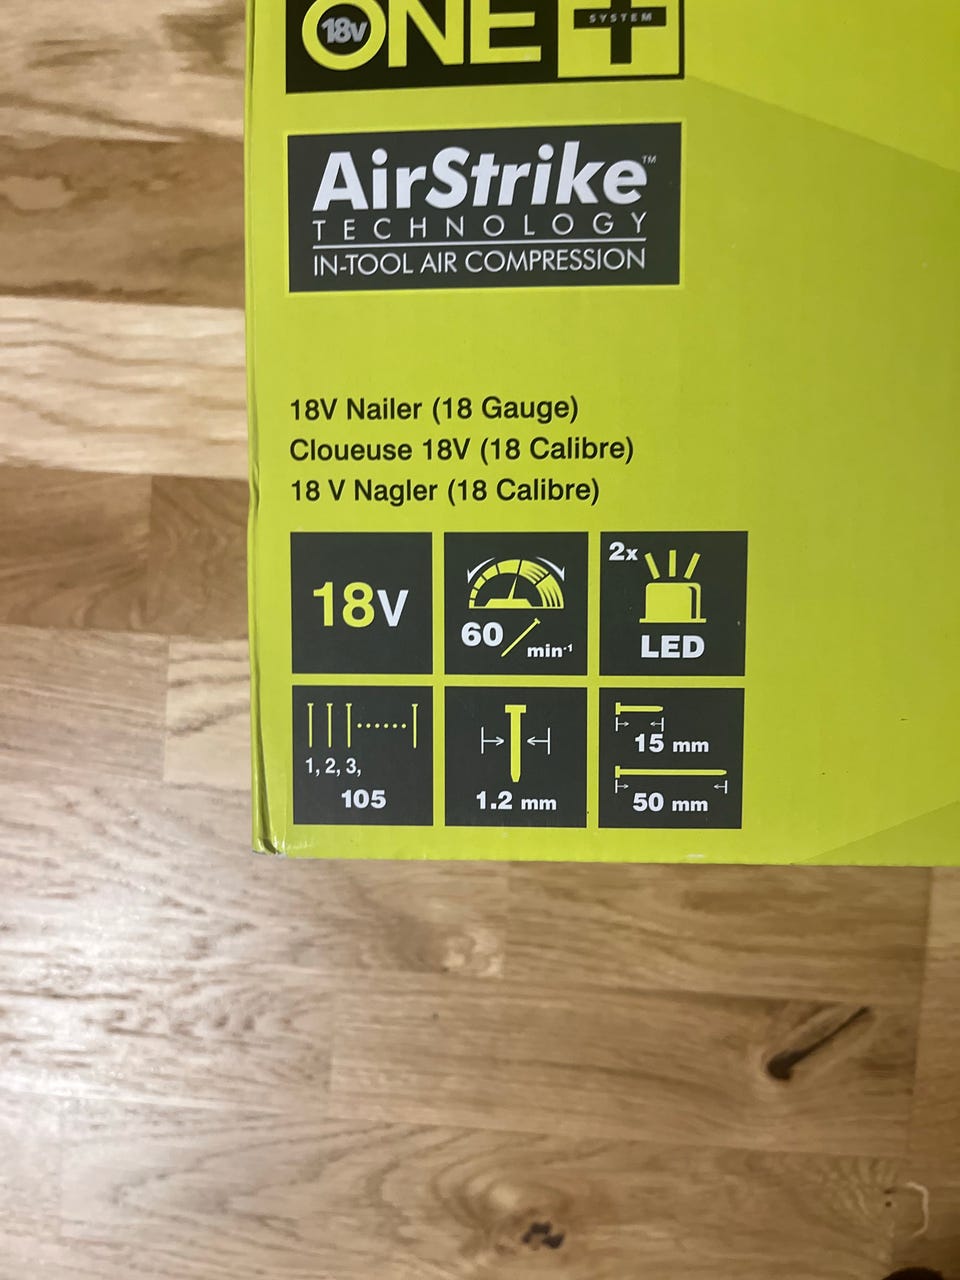 18V ONE+
SYSTEM
AirStrike™
TECHNOLOGY
IN-TOOL AIR COMPRESSION
18V Nailer (18 Gauge)
Cloueuse 18V (18 Calibre)
18 V Nagler (18 Calibre)
18V
60/min⁻¹
2x
LED
1, 2, 3,
105
1.2 mm
15 mm
50 mm